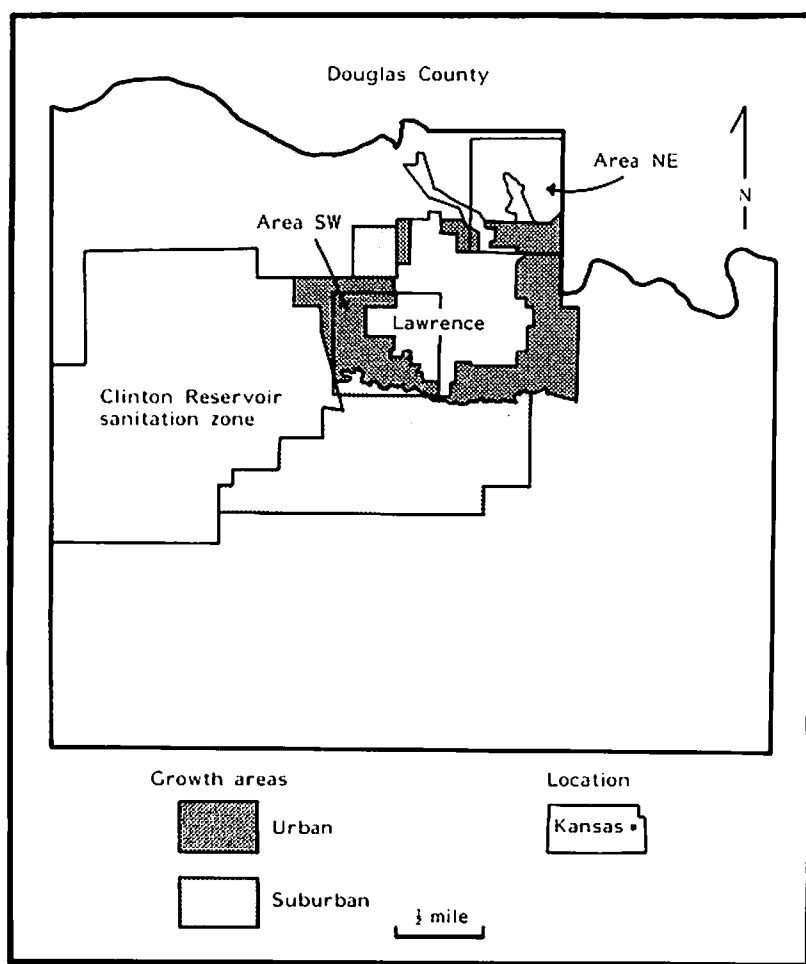 Douglas County
Area NE
N
Area SW
Lawrence
Clinton Reservoir
sanitation zone
Growth areas
Urban
Suburban
Location
Kansas
½ mile